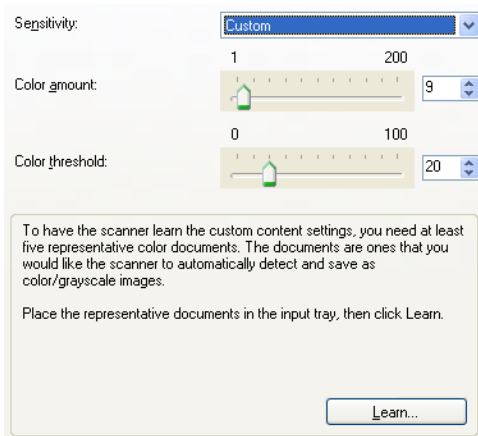 Sensitivity:
Custom
1 200
Color amount:
9
0 100
Color threshold:
20
To have the scanner learn the custom content settings, you need at least
five representative color documents. The documents are ones that you
would like the scanner to automatically detect and save as
color/grayscale images.
Place the representative documents in the input tray, then click Learn.
Learn...